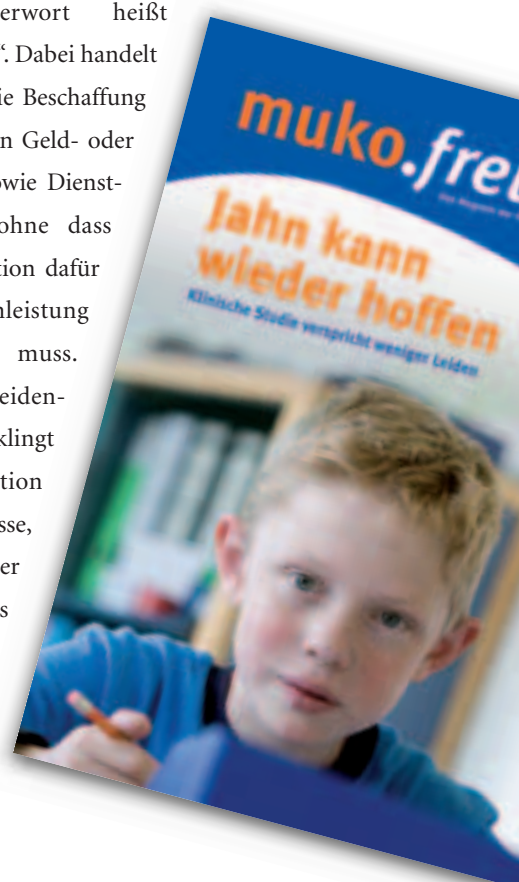 erwort heißt
“. Dabei handelt
ie Beschaffung
n Geld- oder
owie Dienst-
ohne dass
tion dafür
nleistung
muss.
eiden-
klingt
tion
sse,
er
s
muko.freu
Jahn kann
wieder hoffen
Klinische Studie verspricht weniger Leiden